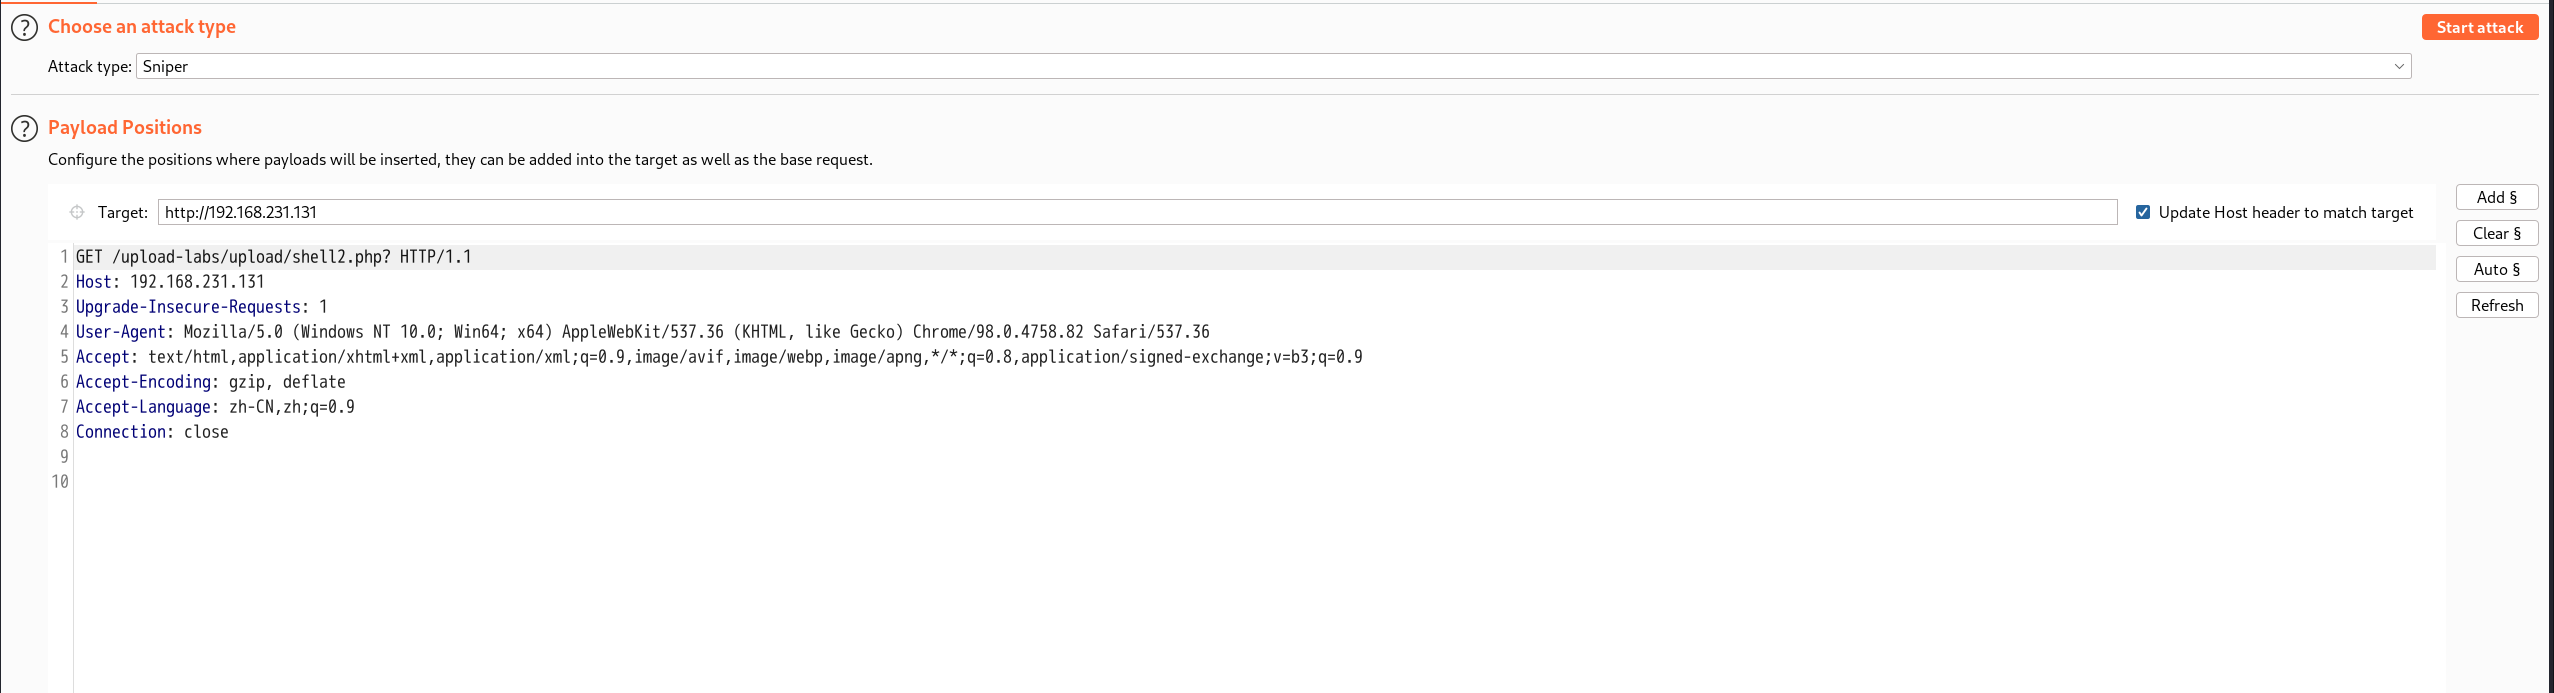 ? Choose an attack type Start attack
Attack type: Sniper
? Payload Positions
Configure the positions where payloads will be inserted, they can be added into the target as well as the base request.
Target: http://192.168.231.131 Update Host header to match target
Add §
Clear §
Auto §
Refresh
1 GET /upload-labs/upload/shell2.php? HTTP/1.1
2 Host: 192.168.231.131
3 Upgrade-Insecure-Requests: 1
4 User-Agent: Mozilla/5.0 (Windows NT 10.0; Win64; x64) AppleWebKit/537.36 (KHTML, like Gecko) Chrome/98.0.4758.82 Safari/537.36
5 Accept: text/html,application/xhtml+xml,application/xml;q=0.9,image/avif,image/webp,image/apng,*/*;q=0.8,application/signed-exchange;v=b3;q=0.9
6 Accept-Encoding: gzip, deflate
7 Accept-Language: zh-CN,zh;q=0.9
8 Connection: close
9
10